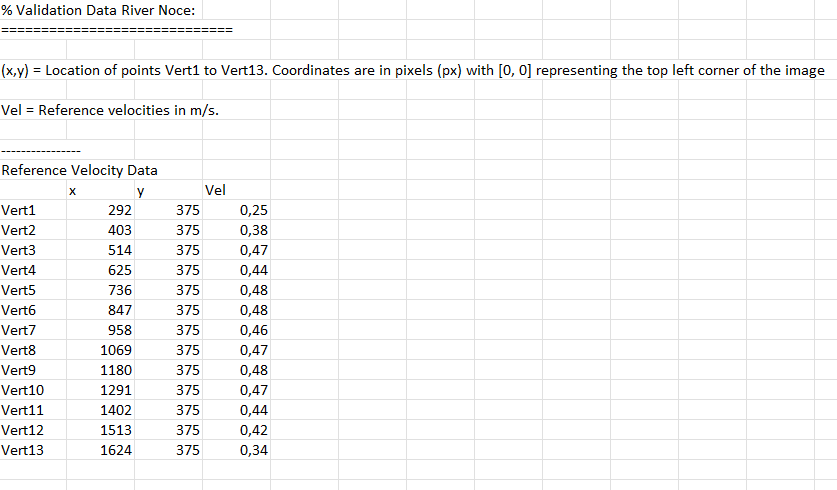 % Validation Data River Noce:
=============================
(x,y) = Location of points Vert1 to Vert13. Coordinates are in pixels (px) with [0, 0] representing the top left corner of the image
Vel = Reference velocities in m/s.
----------------
Reference Velocity Data
x y Vel
Vert1 292 375 0,25
Vert2 403 375 0,38
Vert3 514 375 0,47
Vert4 625 375 0,44
Vert5 736 375 0,48
Vert6 847 375 0,48
Vert7 958 375 0,46
Vert8 1069 375 0,47
Vert9 1180 375 0,48
Vert10 1291 375 0,47
Vert11 1402 375 0,44
Vert12 1513 375 0,42
Vert13 1624 375 0,34